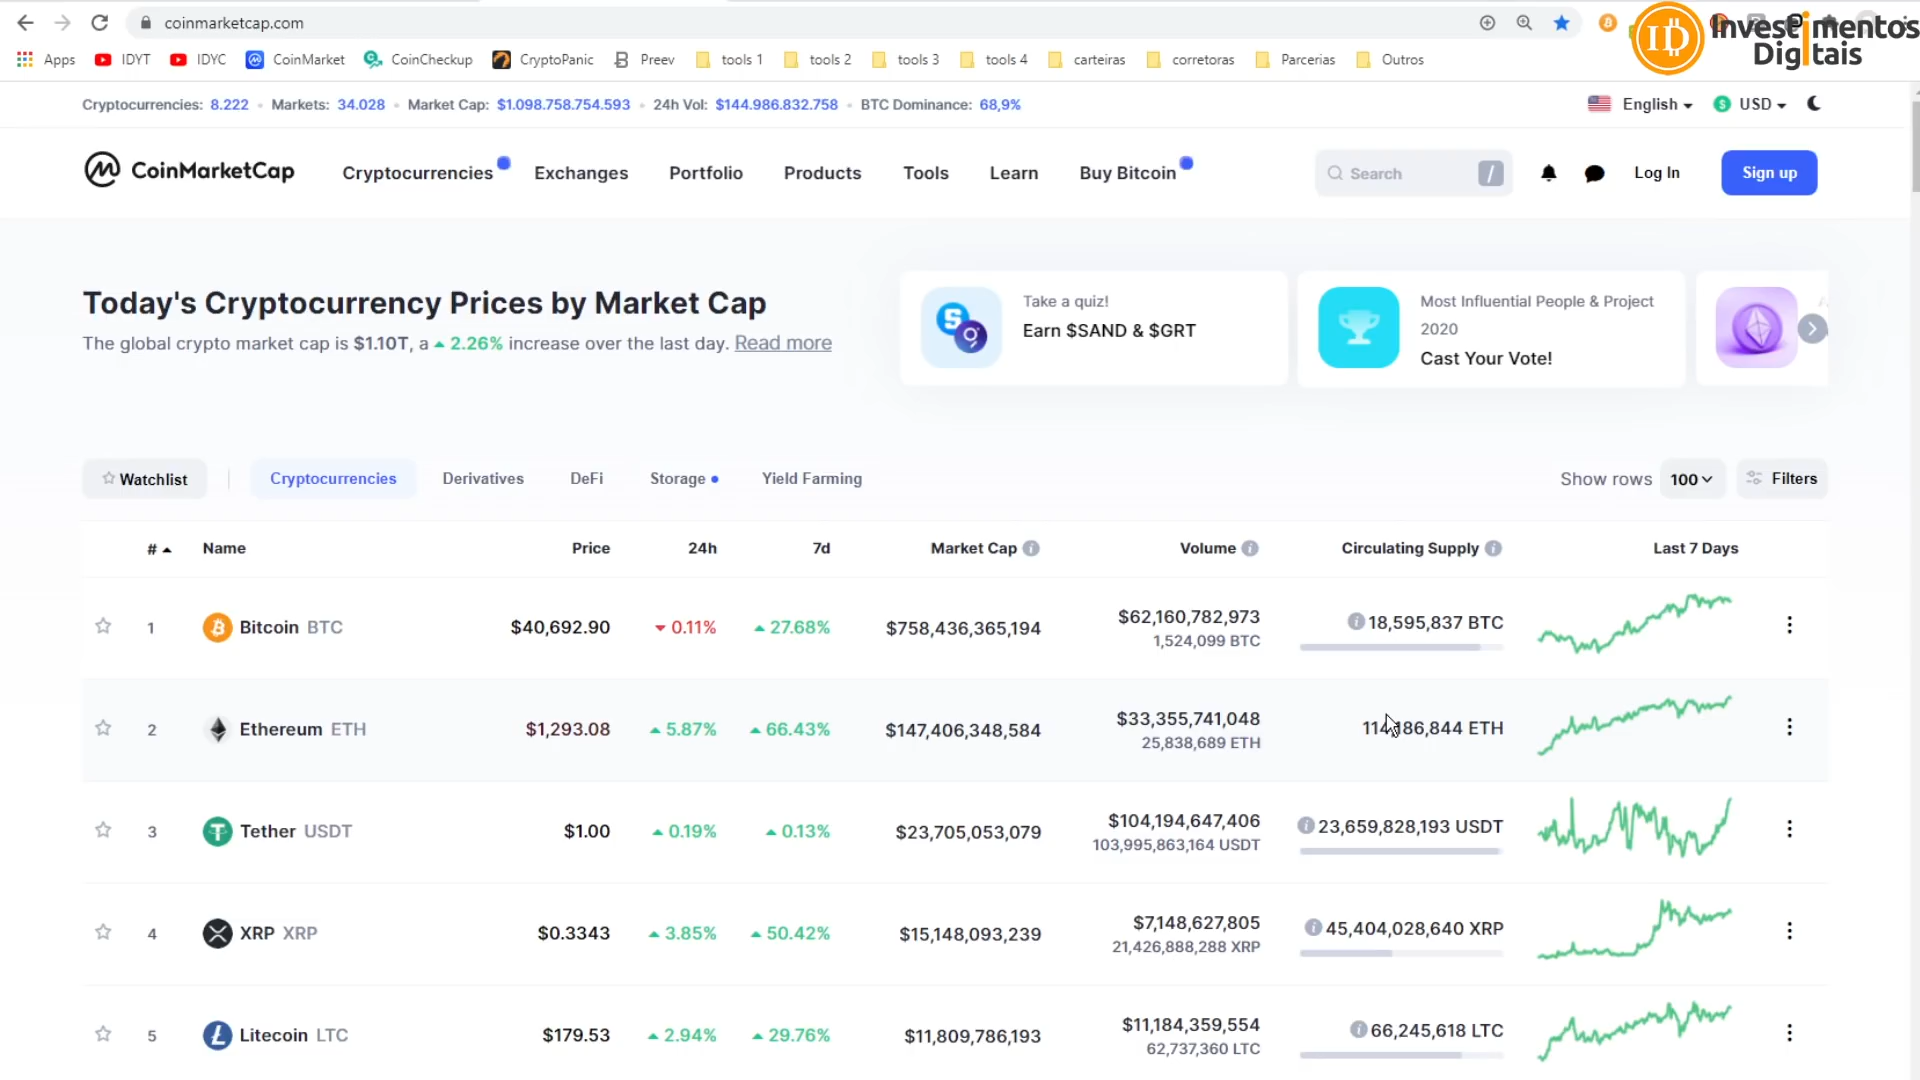 coinmarketcap.com
Investimentos
Digitais
Apps IDYT IDYC CoinMarket CoinCheckup CryptoPanic Preev tools 1 tools 2 tools 3 tools 4 carteiras corretoras Parcerias Outros
Cryptocurrencies: 8.222 Markets: 34.028 Market Cap: $1.098.758.754.593 24h Vol: $144.986.832.758 BTC Dominance: 68,9% English USD
CoinMarketCap Cryptocurrencies Exchanges Portfolio Products Tools Learn Buy Bitcoin Search / Log In Sign up
Today's Cryptocurrency Prices by Market Cap
The global crypto market cap is $1.10T, a 2.26% increase over the last day. Read more
Take a quiz!
Earn $SAND & $GRT
Most Influential People & Project
2020
Cast Your Vote!
Watchlist Cryptocurrencies Derivatives DeFi Storage Yield Farming Show rows 100 Filters
# Name Price 24h 7d Market Cap Volume Circulating Supply Last 7 Days
1 Bitcoin BTC $40,692.90 0.11% 27.68% $758,436,365,194 $62,160,782,973 18,595,837 BTC
1,524,099 BTC
2 Ethereum ETH $1,293.08 5.87% 66.43% $147,406,348,584 $33,355,741,048 114,186,844 ETH
25,838,689 ETH
3 Tether USDT $1.00 0.19% 0.13% $23,705,053,079 $104,194,647,406 23,659,828,193 USDT
103,995,863,164 USDT
4 XRP XRP $0.3343 3.85% 50.42% $15,148,093,239 $7,148,627,805 45,404,028,640 XRP
21,426,888,288 XRP
5 Litecoin LTC $179.53 2.94% 29.76% $11,809,786,193 $11,184,359,554 66,245,618 LTC
62,737,360 LTC